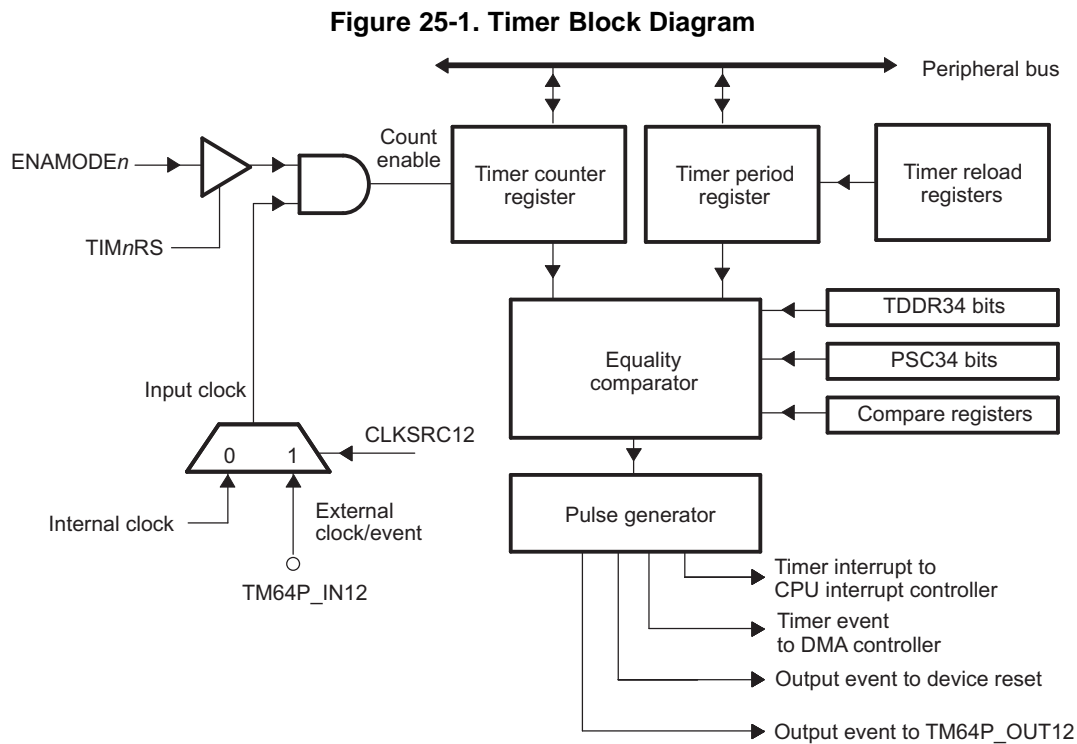 Figure 25-1. Timer Block Diagram
Peripheral bus
ENAMODEn
Count
enable
Timer counter
register
Timer period
register
Timer reload
registers
TIMnRS
TDDR34 bits
Equality
comparator
PSC34 bits
Input clock
Compare registers
CLKSRC12
0 1
Internal clock
External
clock/event
Pulse generator
TM64P_IN12
Timer interrupt to
CPU interrupt controller
Timer event
to DMA controller
Output event to device reset
Output event to TM64P_OUT12